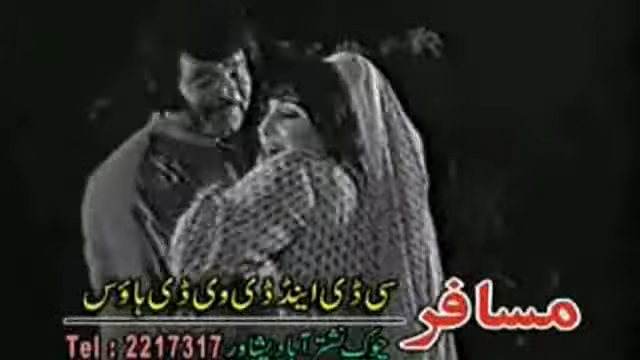 سی ڈی اینڈ ڈی وی ڈی ہاؤس
مسافر
چوک نشتر آباد پشاور Tel : 2217317